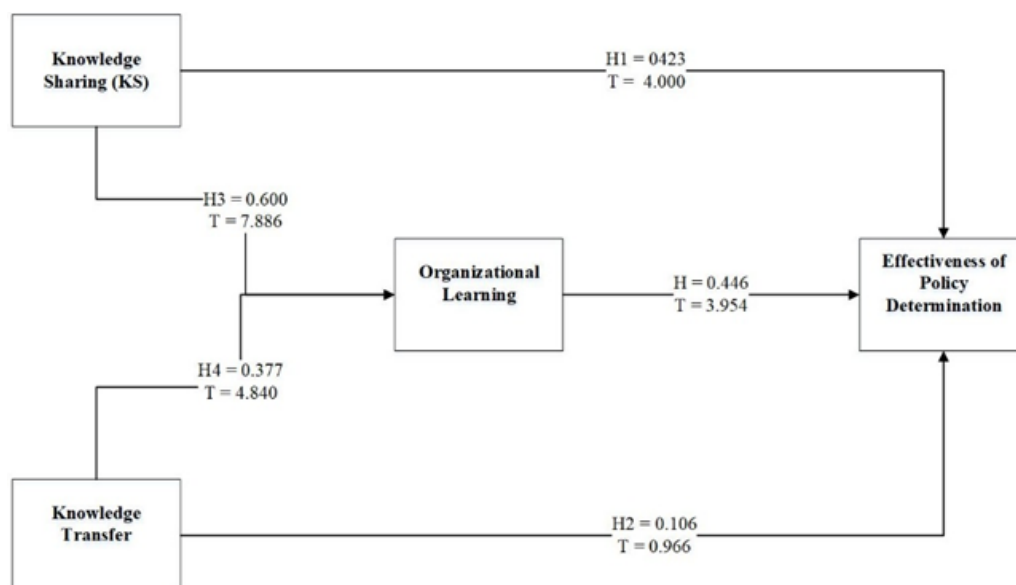 Knowledge
Sharing (KS)
H1 = 0423
T = 4.000
H3 = 0.600
T = 7.886
Organizational
Learning
H = 0.446
T = 3.954
Effectiveness of
Policy
Determination
H4 = 0.377
T = 4.840
Knowledge
Transfer
H2 = 0.106
T = 0.966